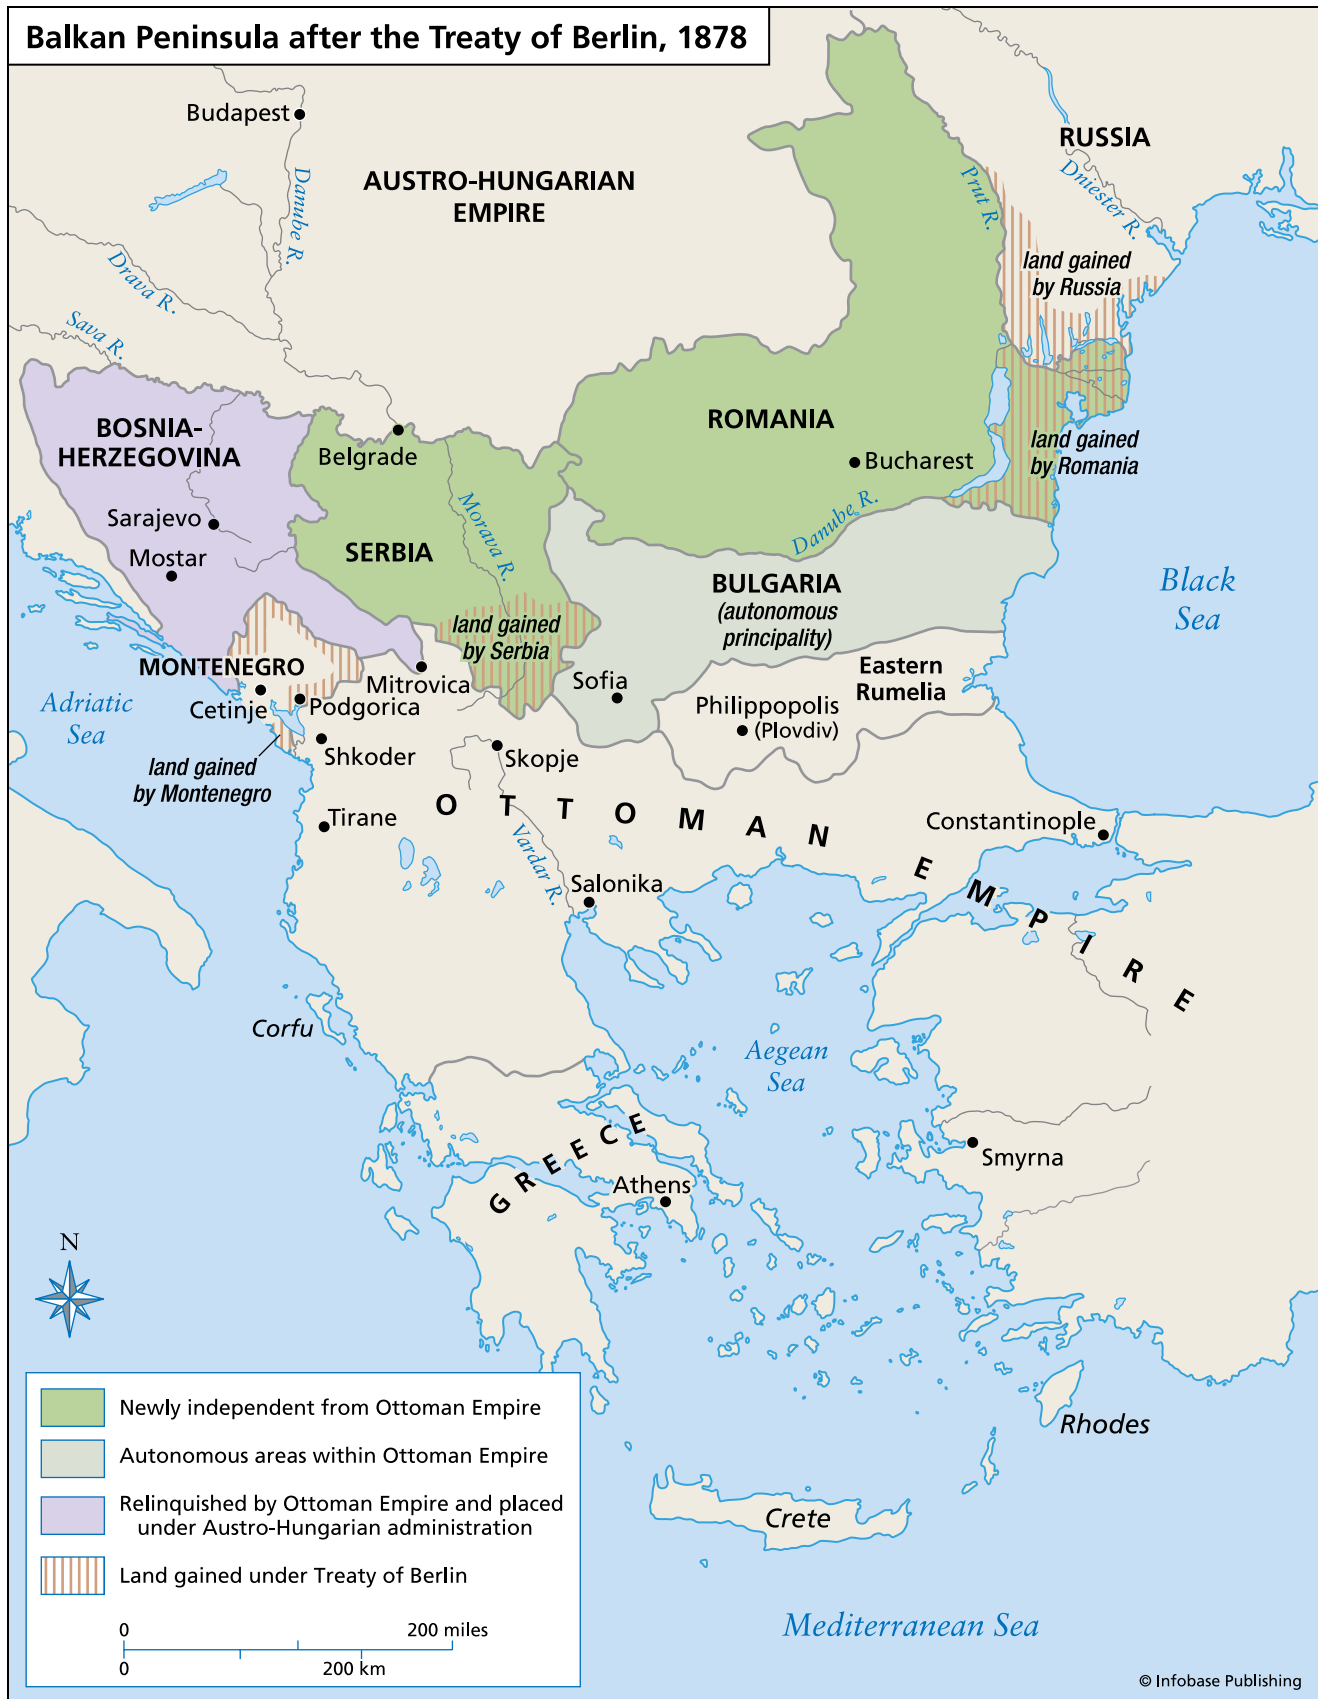 Balkan Peninsula after the Treaty of Berlin, 1878
Budapest
Danube R.
AUSTRO-HUNGARIAN
EMPIRE
RUSSIA
Dniester R.
Prut R.
Drava R.
Sava R.
land gained
by Russia
BOSNIA-
HERZEGOVINA
Belgrade
ROMANIA
Bucharest
land gained
by Romania
Sarajevo
Mostar
SERBIA
Morava R.
Danube R.
BULGARIA
(autonomous
principality)
Black
Sea
land gained
by Serbia
MONTENEGRO
Mitrovica
Cetinje
Podgorica
Sofia
Eastern
Rumelia
Philippopolis
(Plovdiv)
Adriatic
Sea
Shkoder
Skopje
land gained
by Montenegro
Tirane
OTTOMAN EMPIRE
Constantinople
Vardar R.
Salonika
Corfu
Aegean
Sea
GREECE
Athens
Smyrna
N
Rhodes
Crete
Mediterranean Sea
Newly independent from Ottoman Empire
Autonomous areas within Ottoman Empire
Relinquished by Ottoman Empire and placed
under Austro-Hungarian administration
Land gained under Treaty of Berlin
0 200 miles
0 200 km
© Infobase Publishing